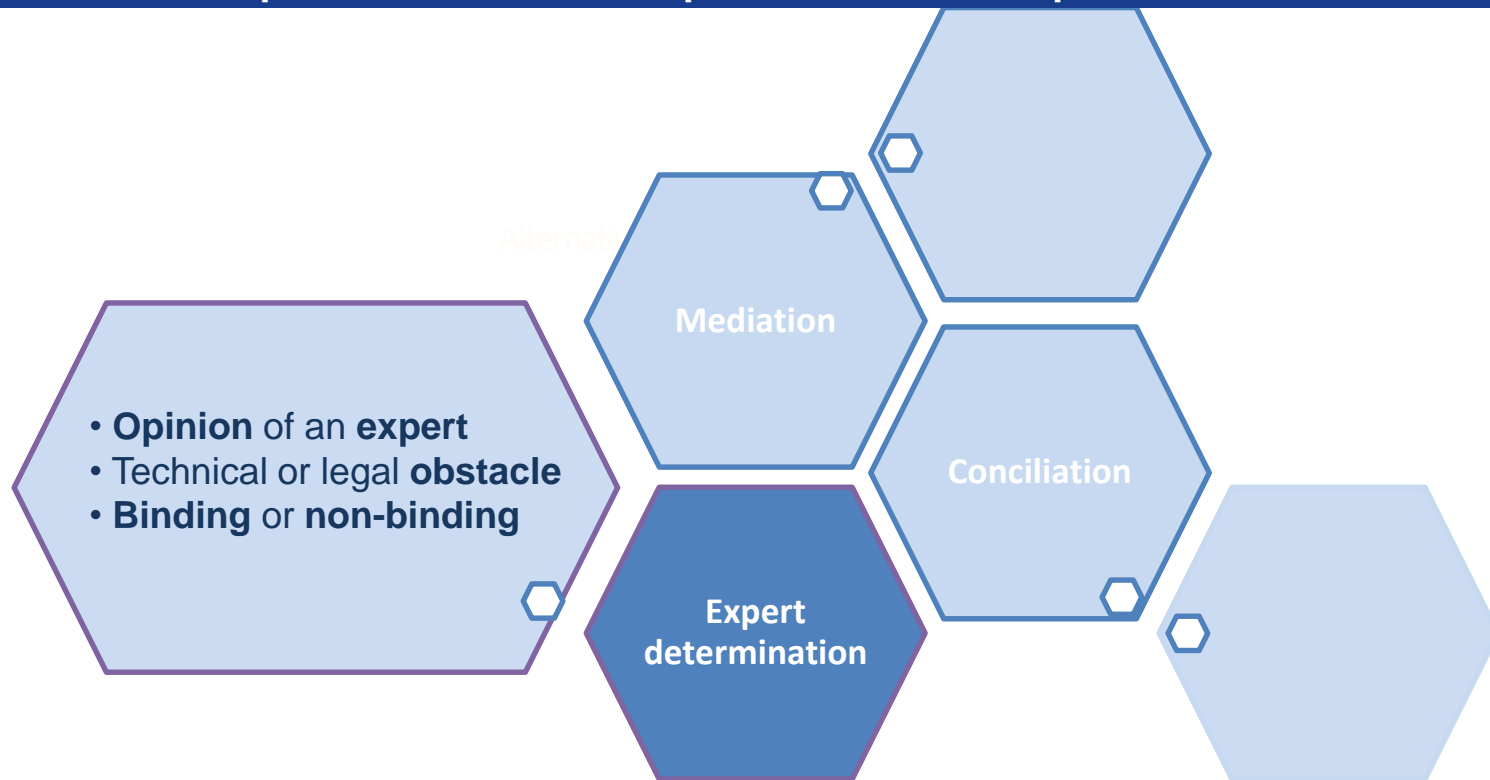 Mediation
• Opinion of an expert
• Technical or legal obstacle
• Binding or non-binding
Conciliation
Expert
determination